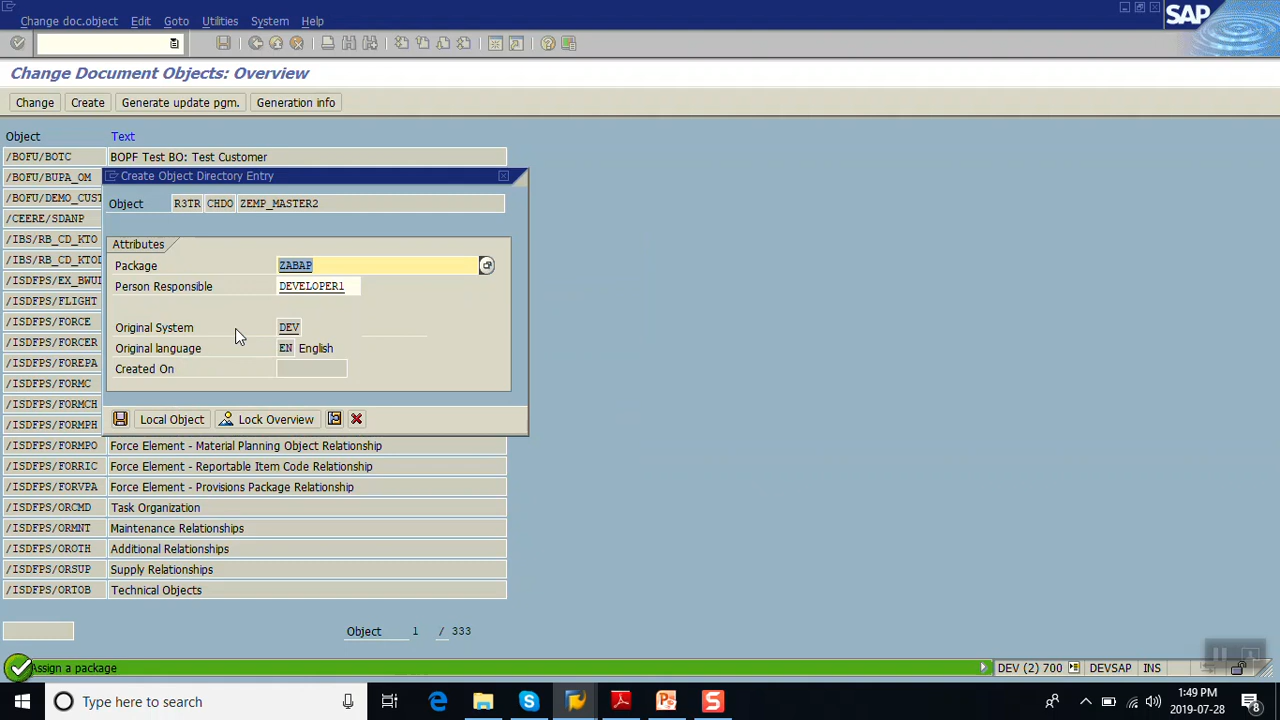 Change doc.object Edit Goto Utilities System Help
SAP
Change Document Objects: Overview
Change Create Generate update pgm. Generation info
Object Text
/BOFU/BOTC BOPF Test BO: Test Customer
/BOFU/BUPA_OM
/BOFU/DEMO_CUST
/CEERE/SDANP
/IBS/RB_CD_KTO
/IBS/RB_CD_KTOD
/ISDFPS/EX_BWUI
/ISDFPS/FLIGHT
/ISDFPS/FORCE
/ISDFPS/FORCER
/ISDFPS/FOREPA
/ISDFPS/FORMC
/ISDFPS/FORMCH
/ISDFPS/FORMPH
Create Object Directory Entry
Object R3TR CHDO ZEMP_MASTER2
Attributes
Package ZABAP
Person Responsible DEVELOPER1
Original System DEV
Original language EN English
Created On
Local Object Lock Overview
/ISDFPS/FORMPO Force Element - Material Planning Object Relationship
/ISDFPS/FORRIC Force Element - Reportable Item Code Relationship
/ISDFPS/FORVPA Force Element - Provisions Package Relationship
/ISDFPS/ORCMD Task Organization
/ISDFPS/ORMNT Maintenance Relationships
/ISDFPS/OROTH Additional Relationships
/ISDFPS/ORSUP Supply Relationships
/ISDFPS/ORTOB Technical Objects
Object 1 / 333
Assign a package DEV (2) 700 DEVSAP INS
Type here to search
1:49 PM
2019-07-28
8